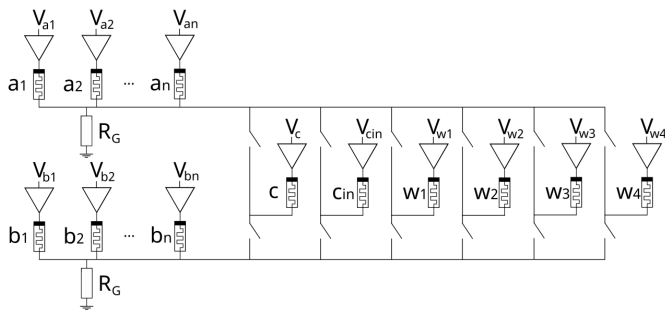 Va1 Va2 Van
a1 a2 ... an
RG
Vc Vcin Vw1 Vw2 Vw3 Vw4
c cin w1 w2 w3 w4
Vb1 Vb2 Vbn
b1 b2 ... bn
RG